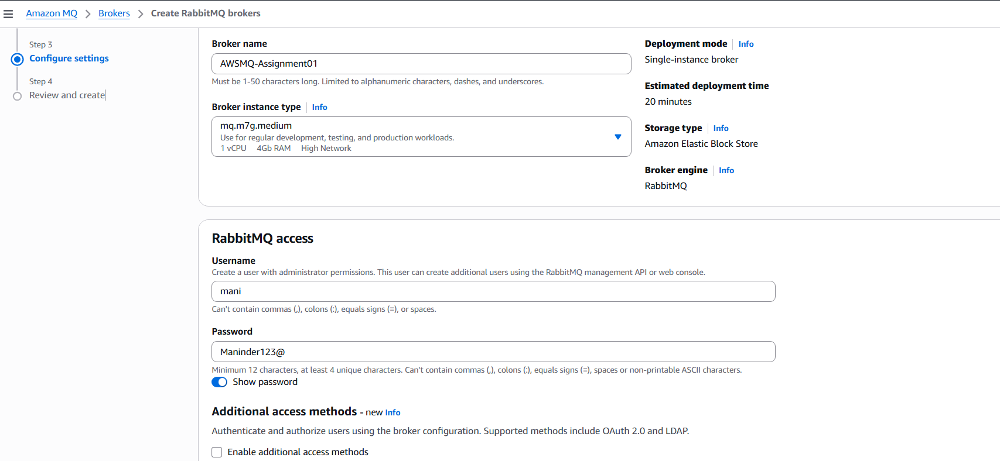 Amazon MQ > Brokers > Create RabbitMQ brokers
Step 3
Configure settings
Step 4
Review and create
Broker name
AWSMQ-Assignment01
Must be 1-50 characters long. Limited to alphanumeric characters, dashes, and underscores.
Broker instance type | Info
mq.m7g.medium
Use for regular development, testing, and production workloads.
1 vCPU 4Gb RAM High Network
Deployment mode | Info
Single-instance broker
Estimated deployment time
20 minutes
Storage type | Info
Amazon Elastic Block Store
Broker engine | Info
RabbitMQ
RabbitMQ access
Username
Create a user with administrator permissions. This user can create additional users using the RabbitMQ management API or web console.
mani
Can't contain commas (,), colons (:), equals signs (=), or spaces.
Password
Maninder123@
Minimum 12 characters, at least 4 unique characters. Can't contain commas (,), colons (:), equals signs (=), spaces or non-printable ASCII characters.
Show password
Additional access methods - new Info
Authenticate and authorize users using the broker configuration. Supported methods include OAuth 2.0 and LDAP.
Enable additional access methods